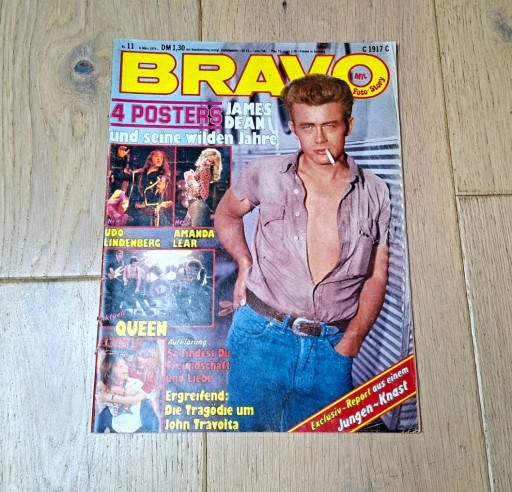 Nr. 11
DM 1,30
C 1917 C
BRAVO
Mit
Foto-Story
4 POSTERS
JAMES
DEAN
und seine wilden Jahre
UDO
LINDENBERG
AMANDA
LEAR
Aktuell
QUEEN
Aufklärung
So findest Du
Freundschaft
und Liebe
Ergreifend:
Die Tragödie um
John Travolta
Exclusiv-Report aus einem
Jungen-Knast